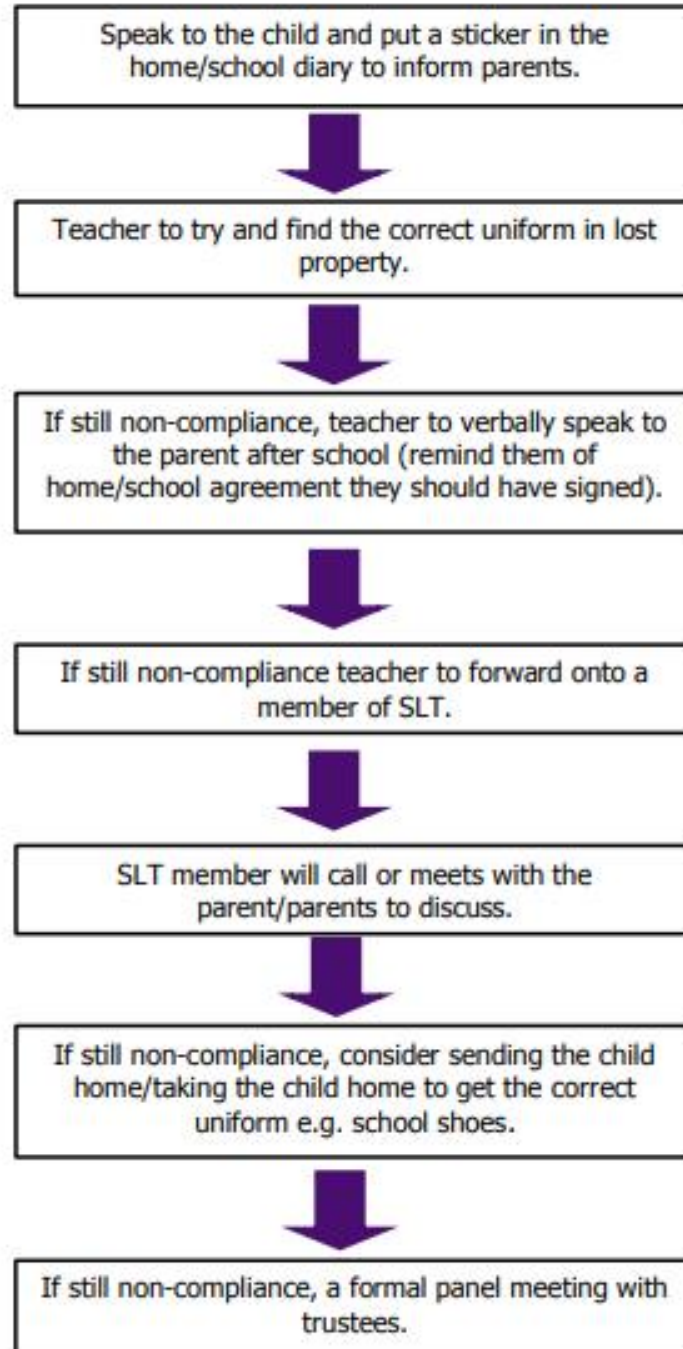 Speak to the child and put a sticker in the
home/school diary to inform parents.
Teacher to try and find the correct uniform in lost
property.
If still non-compliance, teacher to verbally speak to
the parent after school (remind them of
home/school agreement they should have signed).
If still non-compliance teacher to forward onto a
member of SLT.
SLT member will call or meets with the
parent/parents to discuss.
If still non-compliance, consider sending the child
home/taking the child home to get the correct
uniform e.g. school shoes.
If still non-compliance, a formal panel meeting with
trustees.